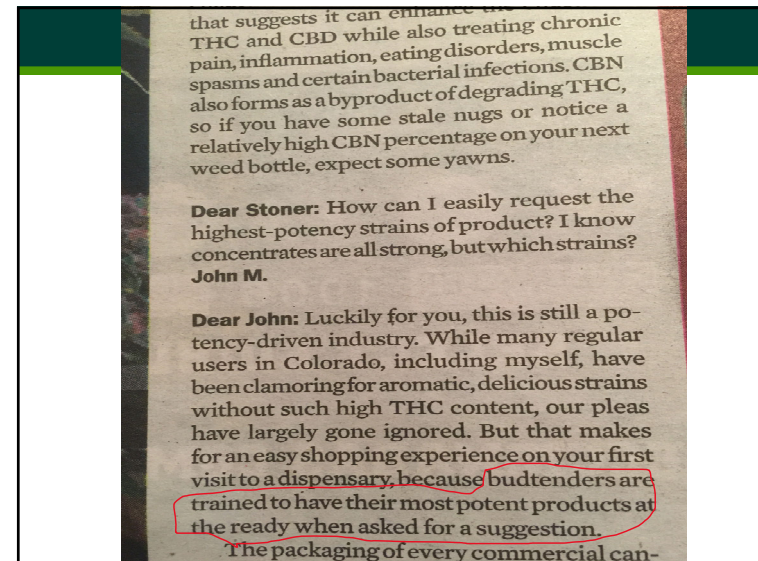 that suggests it can enhance the
THC and CBD while also treating chronic
pain, inflammation, eating disorders, muscle
spasms and certain bacterial infections. CBN
also forms as a byproduct of degrading THC,
so if you have some stale nugs or notice a
relatively high CBN percentage on your next
weed bottle, expect some yawns.
Dear Stoner: How can I easily request the
highest-potency strains of product? I know
concentrates are all strong, but which strains?
John M.
Dear John: Luckily for you, this is still a po-
tency-driven industry. While many regular
users in Colorado, including myself, have
been clamoring for aromatic, delicious strains
without such high THC content, our pleas
have largely gone ignored. But that makes
for an easy shopping experience on your first
visit to a dispensary, because budtenders are
trained to have their most potent products at
the ready when asked for a suggestion.
The packaging of every commercial can-